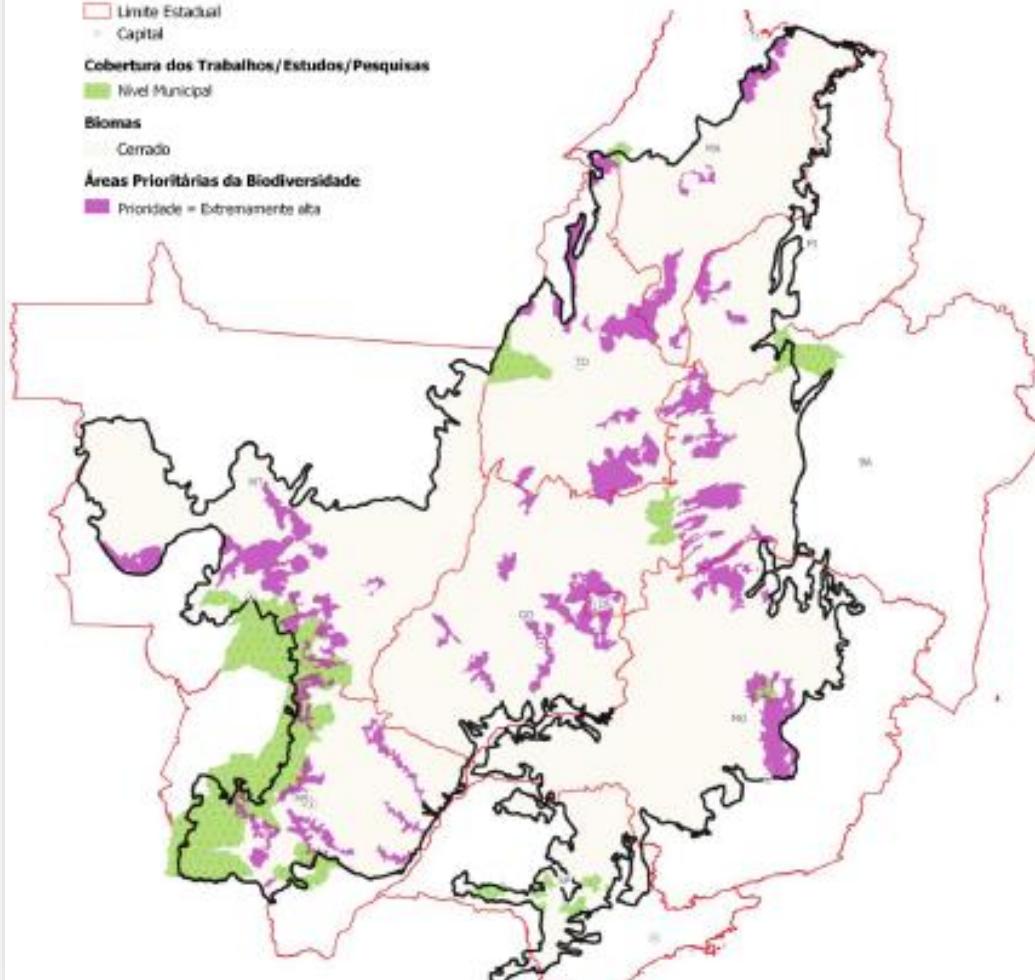 Limite Estadual
Capital
Cobertura dos Trabalhos/Estudos/Pesquisas
Nível Municipal
Biomas
Cerrado
Áreas Prioritárias da Biodiversidade
Prioridade = Extremamente alta
MA
PI
TO
BA
MT
GO
MG
MS